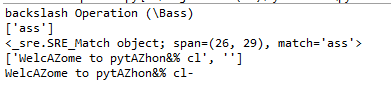 backslash Operation (\Bass)
['ass']
<_sre.SRE_Match object; span=(26, 29), match='ass'>
['WelcAZome to pytAZhon&% cl', '']
WelcAZome to pytAZhon&% cl-